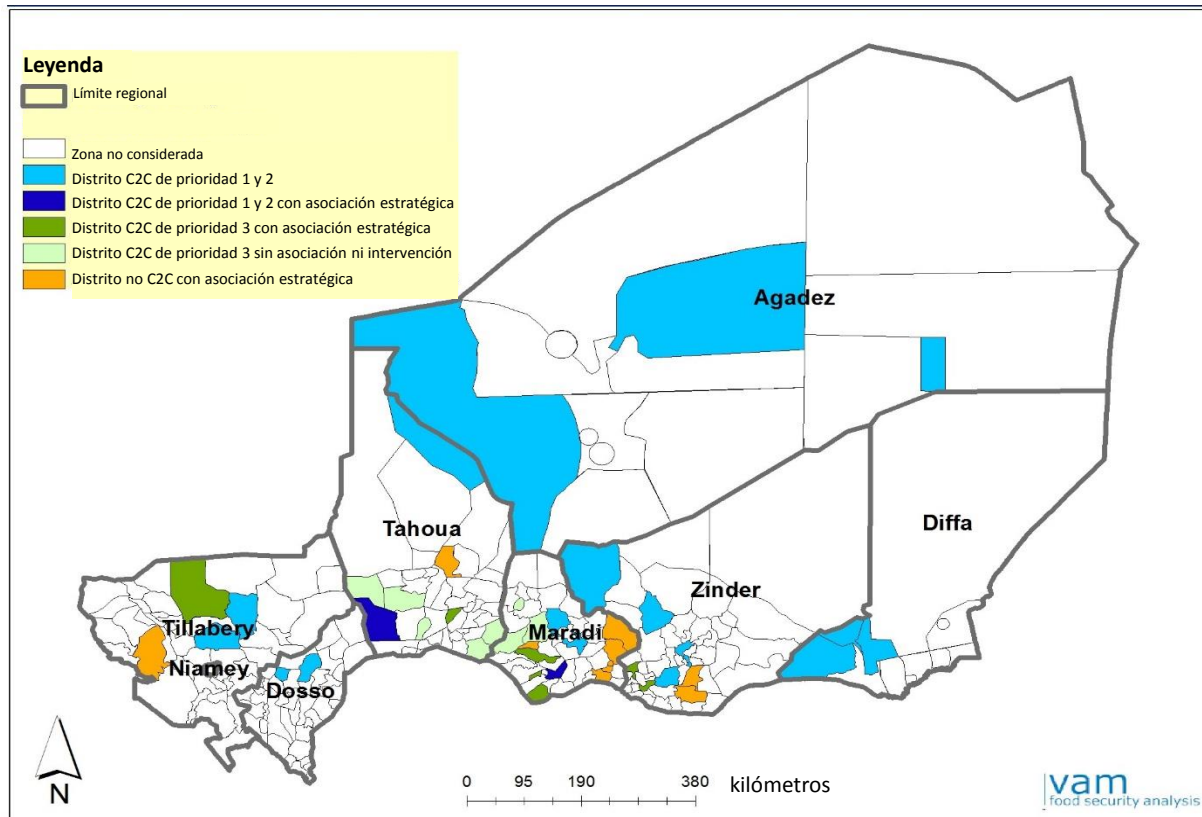 Leyenda
Límite regional
Zona no considerada
Distrito C2C de prioridad 1 y 2
Distrito C2C de prioridad 1 y 2 con asociación estratégica
Distrito C2C de prioridad 3 con asociación estratégica
Distrito C2C de prioridad 3 sin asociación ni intervención
Distrito no C2C con asociación estratégica
Agadez
Diffa
Tahoua
Zinder
Tillabery
Maradi
Niamey
Dosso
N
0 95 190 380 kilómetros
vam
food security analysis